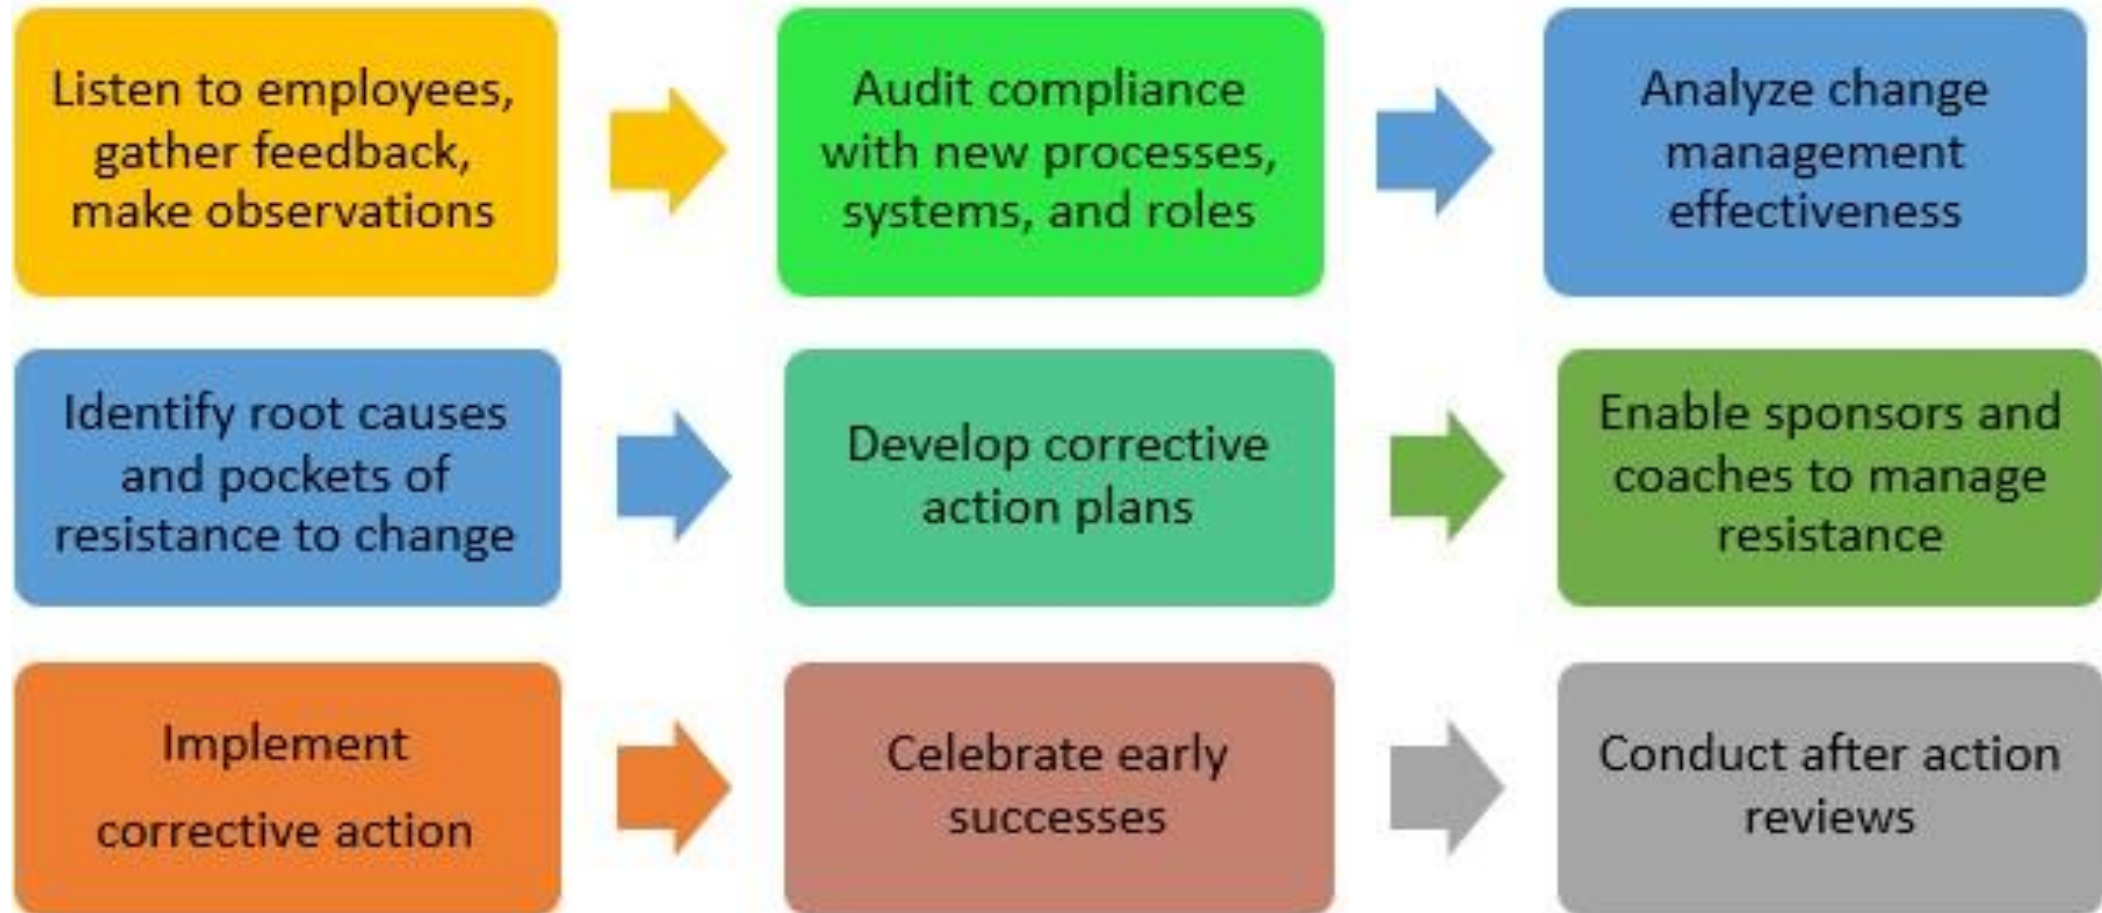 Listen to employees,
gather feedback,
make observations
Audit compliance
with new processes,
systems, and roles
Analyze change
management
effectiveness
Identify root causes
and pockets of
resistance to change
Develop corrective
action plans
Enable sponsors and
coaches to manage
resistance
Implement
corrective action
Celebrate early
successes
Conduct after action
reviews